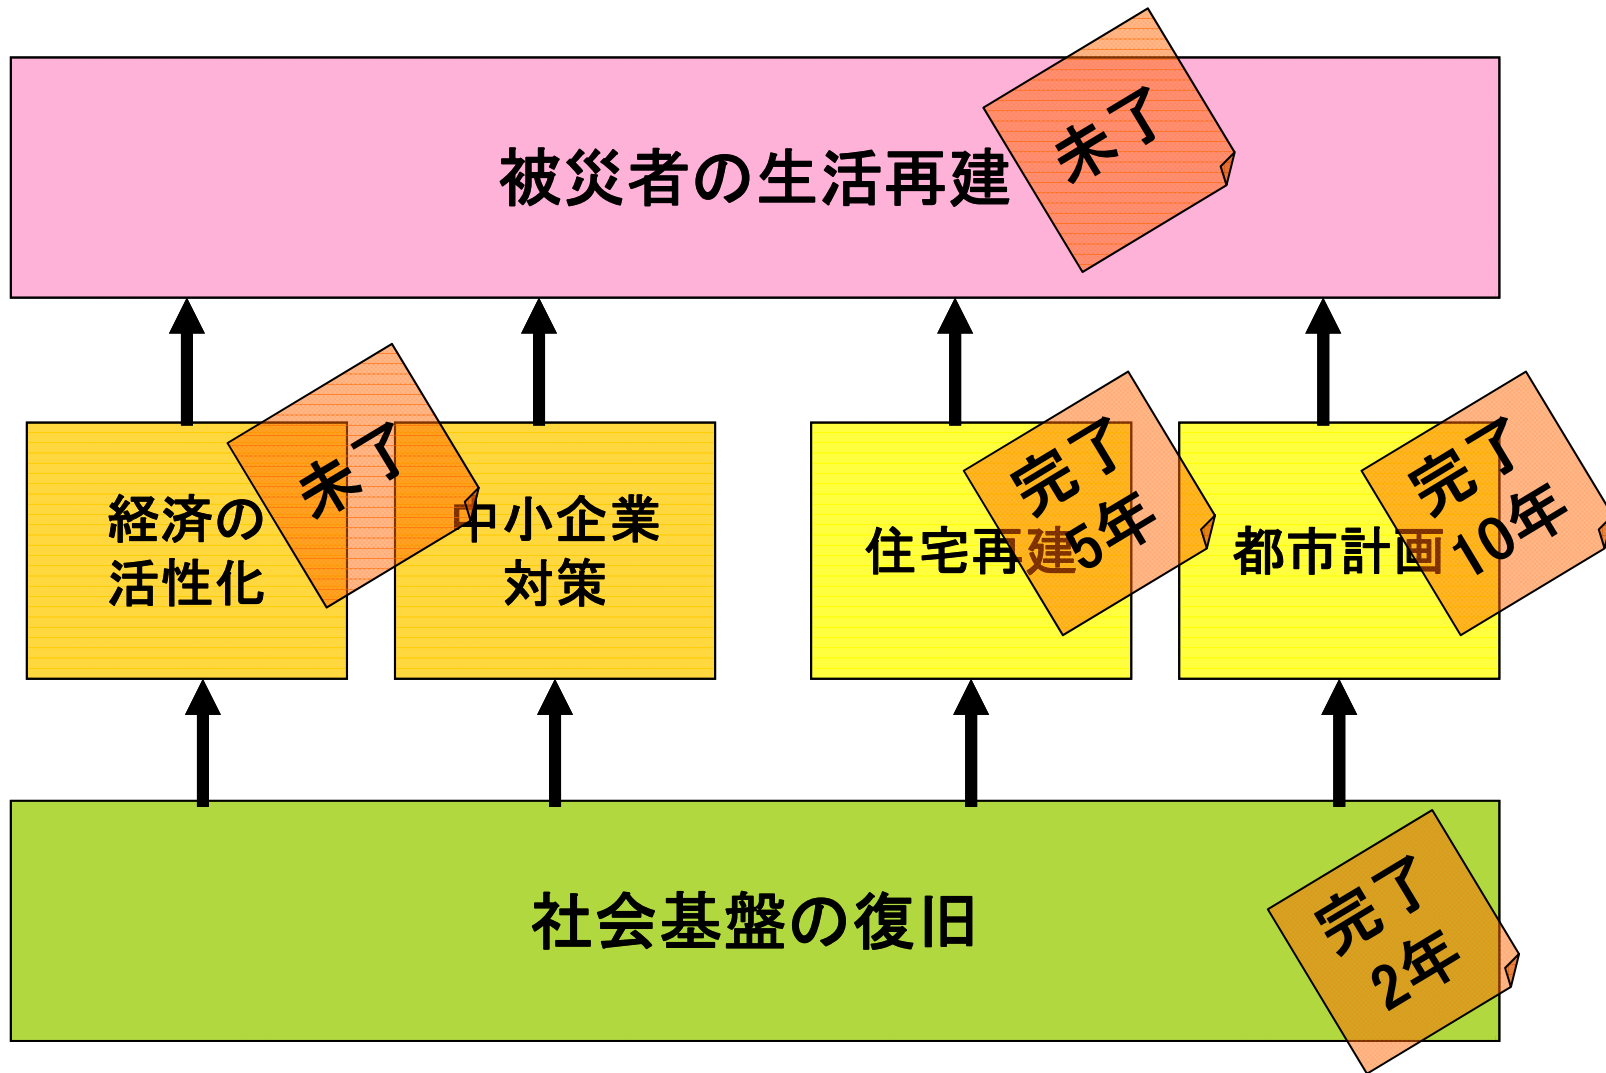 被災者の生活再建
未了
経済の
活性化
未了
中小企業
対策
住宅再建
完了
5年
都市計画
完了
10年
社会基盤の復旧
完了
2年